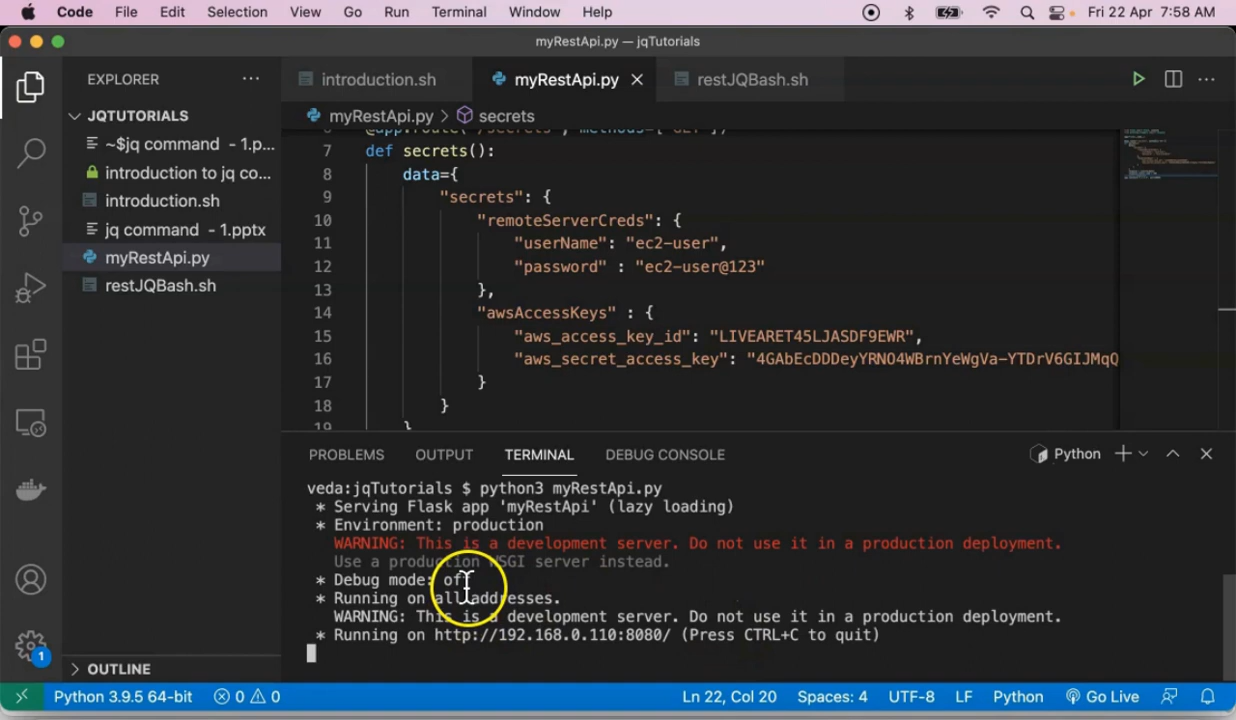 Code File Edit Selection View Go Run Terminal Window Help Fri 22 Apr 7:58 AM
myRestApi.py — jqTutorials
EXPLORER
introduction.sh myRestApi.py restJQBash.sh
myRestApi.py > secrets
JQTUTORIALS
~$jq command - 1.p...
introduction to jq co...
introduction.sh
jq command - 1.pptx
myRestApi.py
restJQBash.sh
OUTLINE
7 def secrets():
8 data={
9 "secrets": {
10 "remoteServerCreds": {
11 "userName": "ec2-user",
12 "password" : "ec2-user@123"
13 },
14 "awsAccessKeys" : {
15 "aws_access_key_id": "LIVEARET45LJASDF9EWR",
16 "aws_secret_access_key": "4GAbEcDDDeyYRNO4WBrnYeWgVa-YTDrV6GIJMqQ
17 }
18 }
19 },
PROBLEMS OUTPUT TERMINAL DEBUG CONSOLE Python
veda:jqTutorials $ python3 myRestApi.py
* Serving Flask app 'myRestApi' (lazy loading)
* Environment: production
WARNING: This is a development server. Do not use it in a production deployment.
Use a production WSGI server instead.
* Debug mode: off
* Running on all addresses.
WARNING: This is a development server. Do not use it in a production deployment.
* Running on http://192.168.0.110:8080/ (Press CTRL+C to quit)
1
Python 3.9.5 64-bit 0 0 Ln 22, Col 20 Spaces: 4 UTF-8 LF Python Go Live